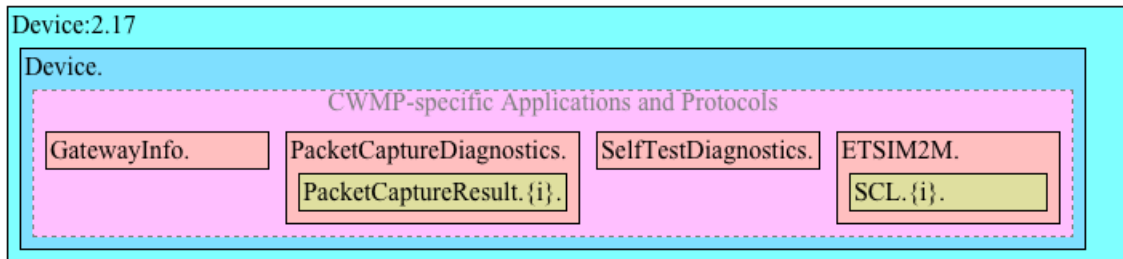 Device:2.17
Device.
CWMP-specific Applications and Protocols
GatewayInfo.
PacketCaptureDiagnostics.
PacketCaptureResult.{i}.
SelfTestDiagnostics.
ETSIM2M.
SCL.{i}.